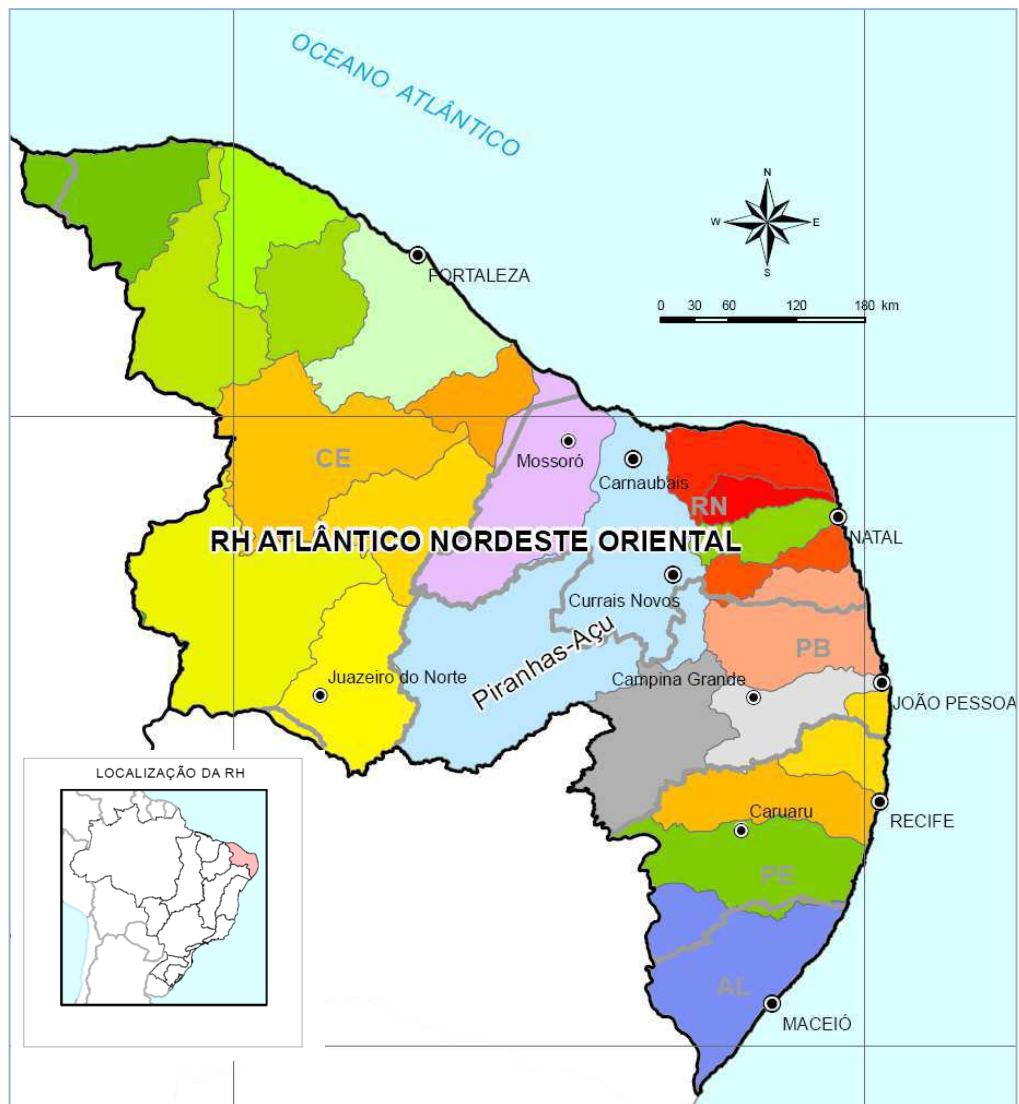 OCEANO ATLÂNTICO
N
W E
S
FORTALEZA
0 30 60 120 180 km
CE
Mossoró
Carnaubais
RN
NATAL
RH ATLÂNTICO NORDESTE ORIENTAL
Currais Novos
Piranhas-Açu
PB
Juazeiro do Norte
Campina Grande
JOÃO PESSOA
LOCALIZAÇÃO DA RH
Caruaru
RECIFE
PE
AL
MACEIÓ